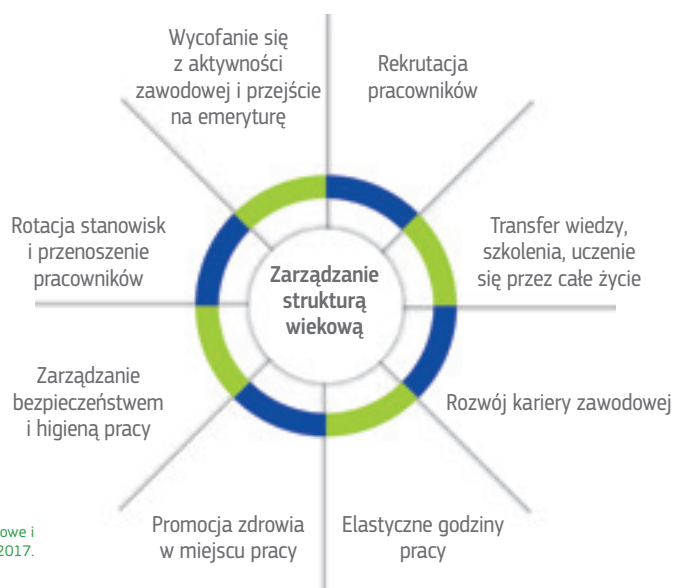 Wycofanie się
z aktywności
zawodowej i przejście
na emeryturę
Rekrutacja
pracowników
Transfer wiedzy,
szkolenia, uczenie
się przez całe życie
Rozwój kariery zawodowej
Elastyczne godziny
pracy
Promocja zdrowia
w miejscu pracy
Zarządzanie
bezpieczeństwem
i higieną pracy
Rotacja stanowisk
i przenoszenie
pracowników
Zarządzanie
strukturą
wiekową
owe i
2017.